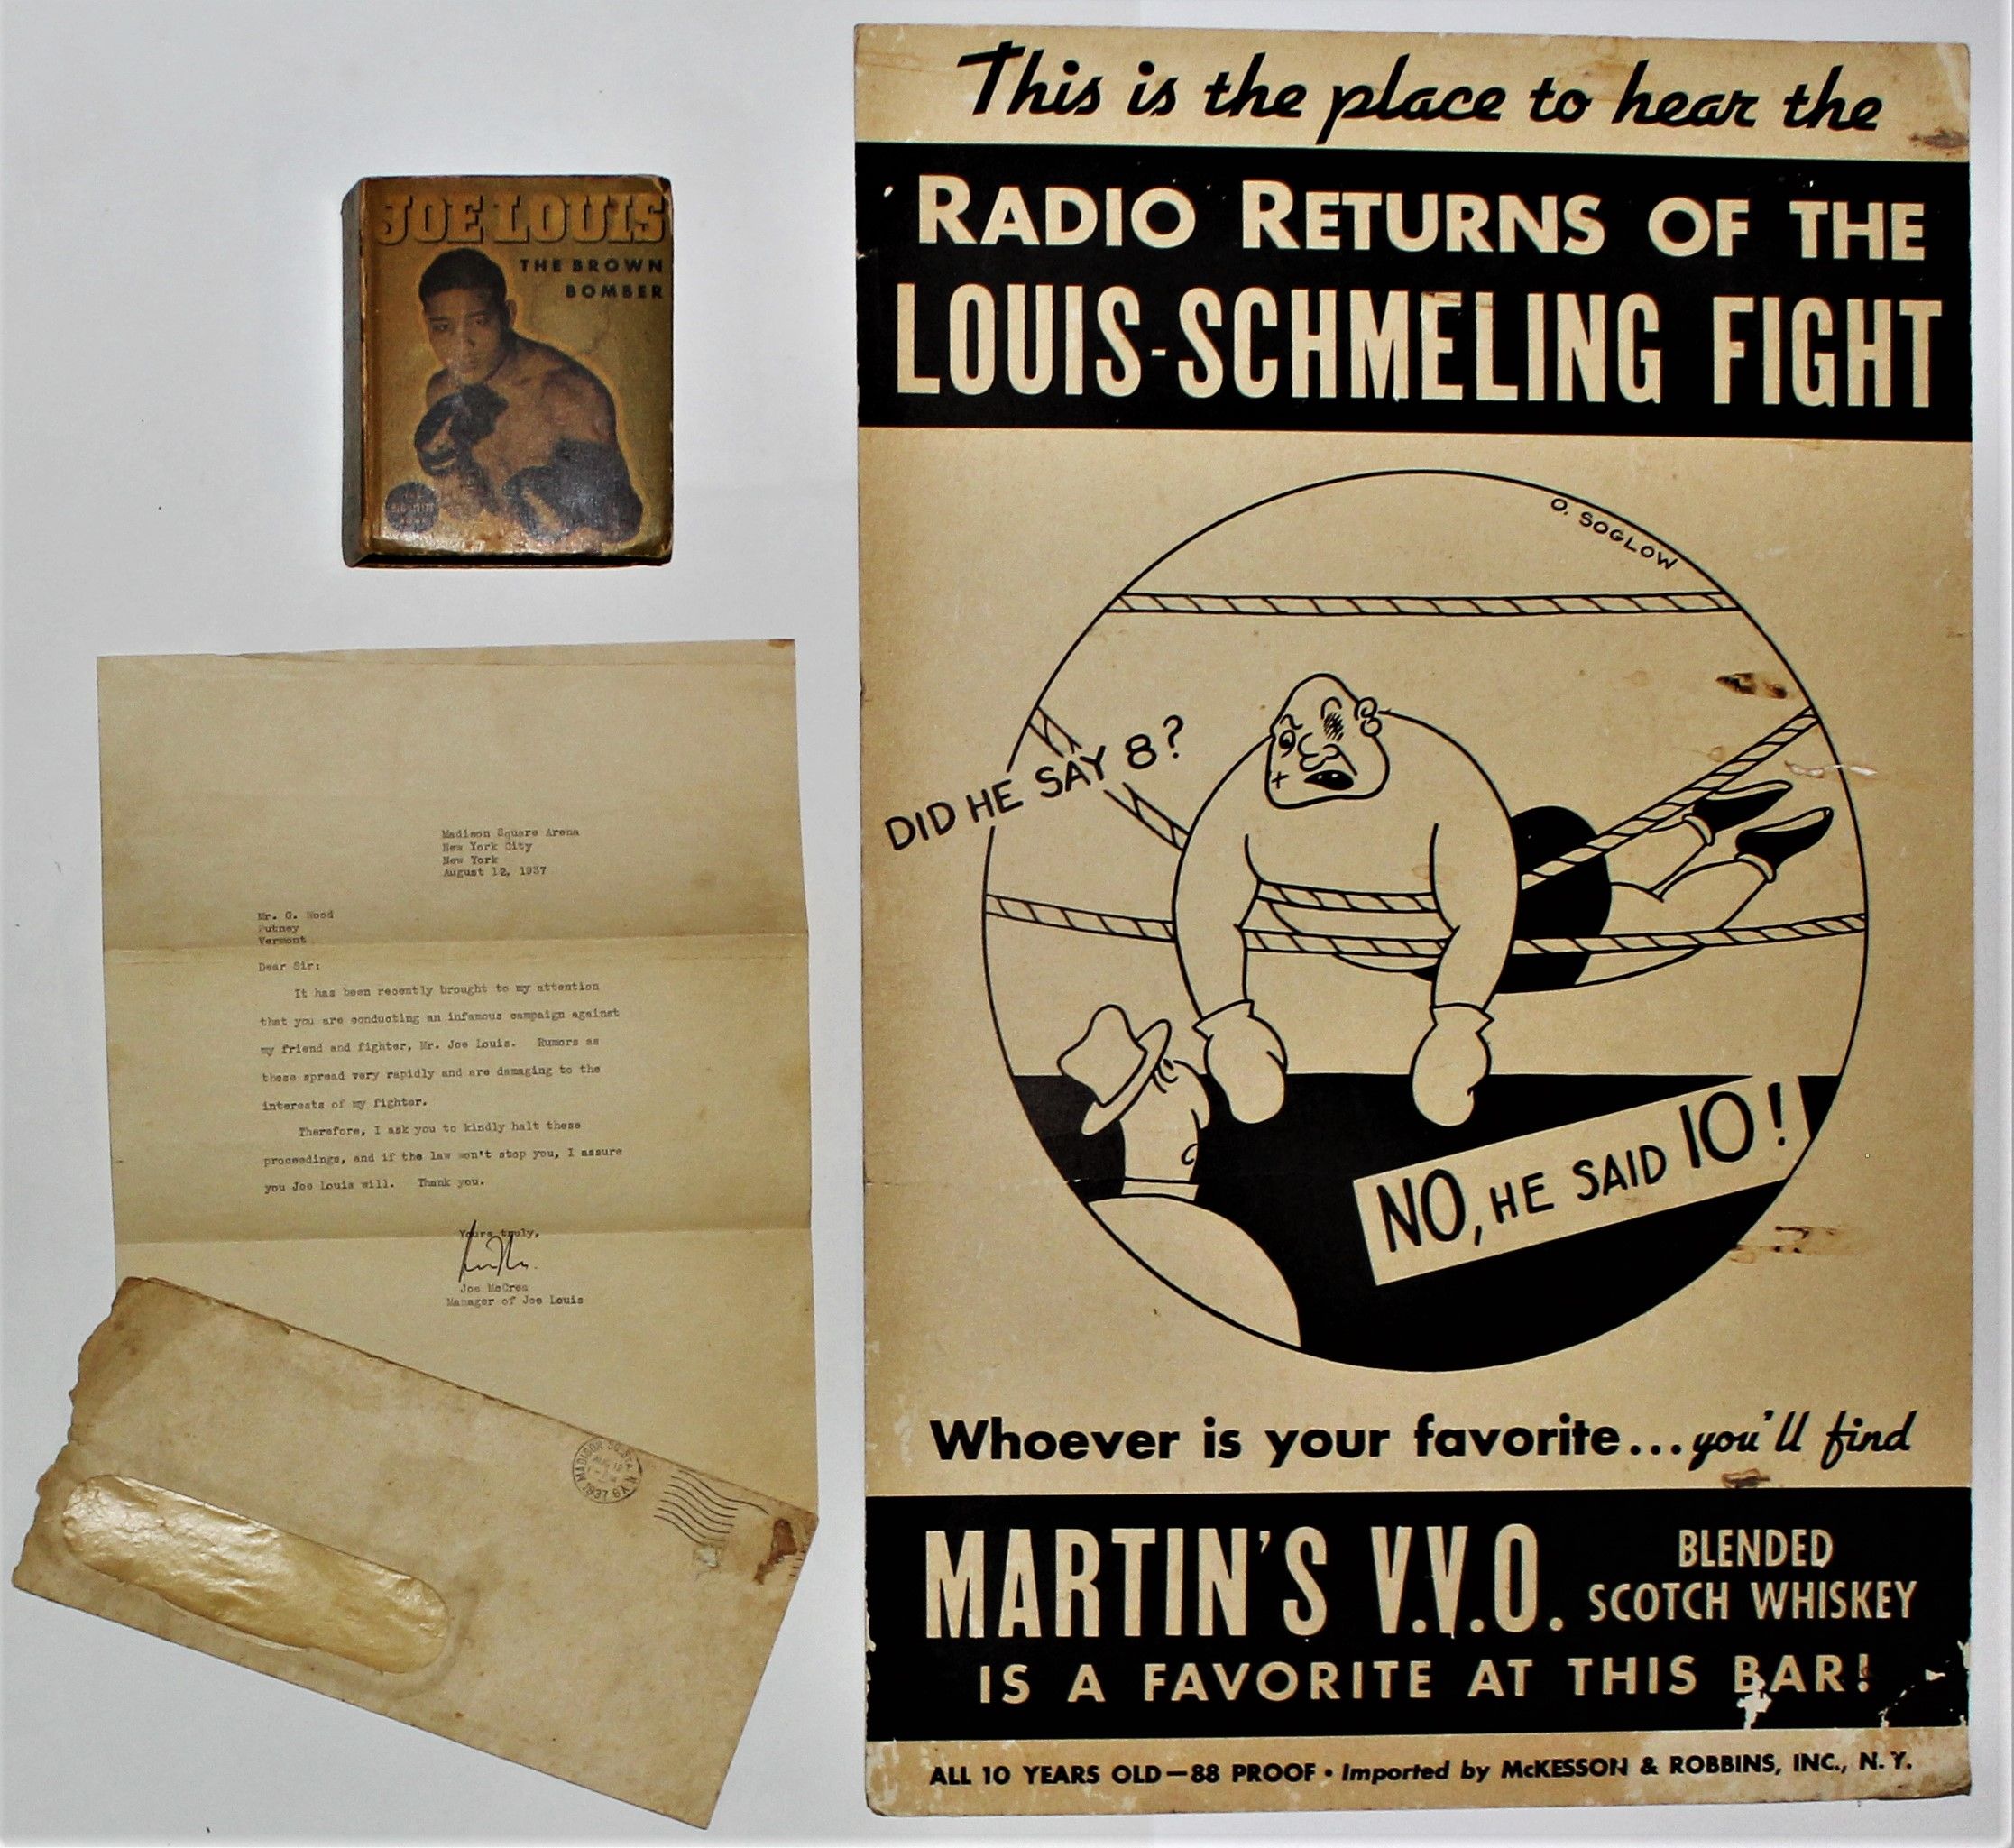 JOE LOUIS
THE BROWN
BOMBER
Madison Square Arena
New York City
New York
August 12, 1937
Mr. G. Wood
Putney
Vermont
Dear Sir:
It has been recently brought to my attention
that you are conducting an infamous campaign against
my friend and fighter, Mr. Joe Louis. Rumors as
these spread very rapidly and are damaging to the
interests of my fighter.
Therefore, I ask you to kindly halt these
proceedings, and if the law won't stop you, I assure
you Joe Louis will. Thank you.
Yours truly,
Joe McCrea
Manager of Joe Louis
MADISON SQ. STA. N.Y.
AUG
1937
This is the place to hear the
RADIO RETURNS OF THE
LOUIS-SCHMELING FIGHT
O. SOGLOW
DID HE SAY 8?
NO, HE SAID 10!
Whoever is your favorite...you'll find
MARTIN'S V.V.O. BLENDED
SCOTCH WHISKEY
IS A FAVORITE AT THIS BAR!
ALL 10 YEARS OLD—88 PROOF • Imported by McKESSON & ROBBINS, INC., N. Y.